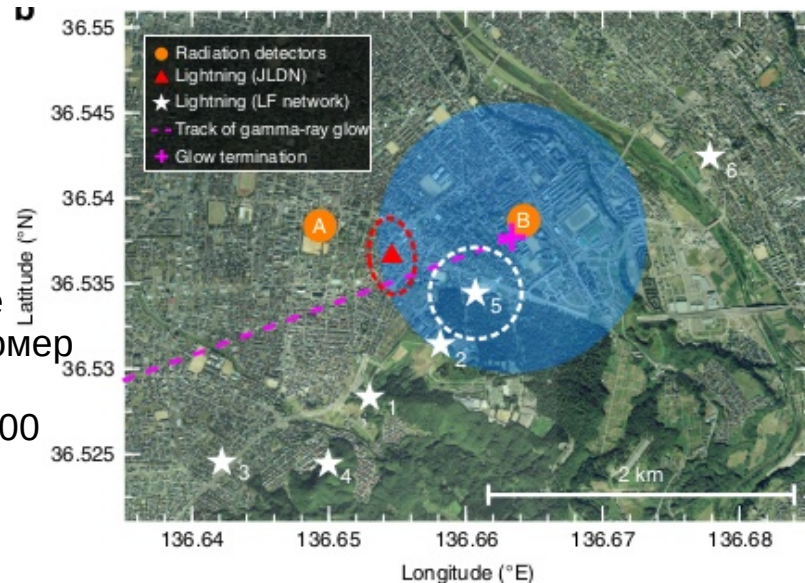 b
36.55
36.545
36.54
36.535
36.53
36.525
Latitude (°N)
Radiation detectors
Lightning (JLDN)
Lightning (LF network)
Track of gamma-ray glow
Glow termination
A
B
6
5
2
1
3
4
2 km
е
омер
00
136.64
136.65
136.66
136.67
136.68
Longitude (°E)